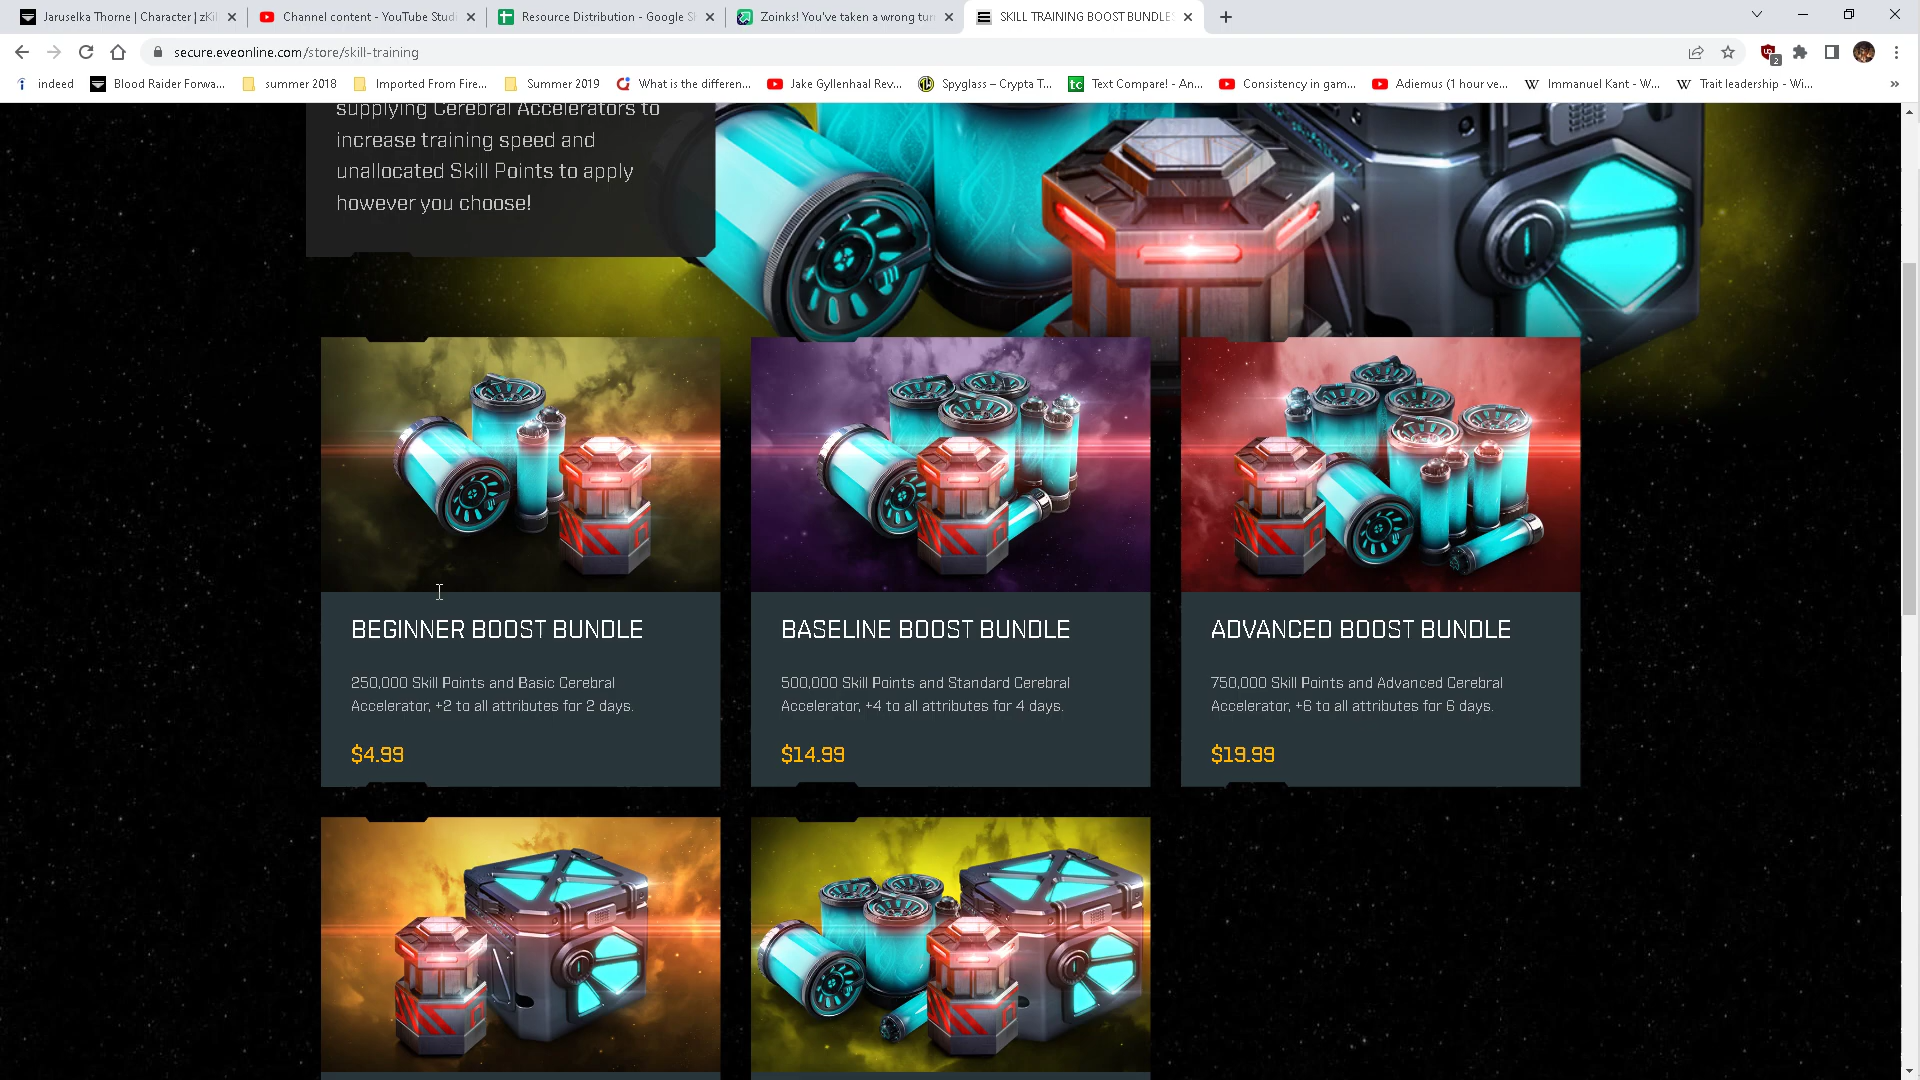 Jaruselka Thorne | Character | zKil
Channel content - YouTube Studi
Resource Distribution - Google S
Zoinks! You've taken a wrong tur
SKILL TRAINING BOOST BUNDLES
secure.eveonline.com/store/skill-training
2
indeed
Blood Raider Forwa...
summer 2018
Imported From Fire...
Summer 2019
What is the differen...
Jake Gyllenhaal Rev...
Spyglass – Crypta T...
Text Compare! - An...
Consistency in gam...
Adiemus (1 hour ve...
Immanuel Kant - W...
Trait leadership - Wi...
supplying Cerebral Accelerators to
increase training speed and
unallocated Skill Points to apply
however you choose!
BEGINNER BOOST BUNDLE
250,000 Skill Points and Basic Cerebral
Accelerator, +2 to all attributes for 2 days.
$4.99
BASELINE BOOST BUNDLE
500,000 Skill Points and Standard Cerebral
Accelerator, +4 to all attributes for 4 days.
$14.99
ADVANCED BOOST BUNDLE
750,000 Skill Points and Advanced Cerebral
Accelerator, +6 to all attributes for 6 days.
$19.99